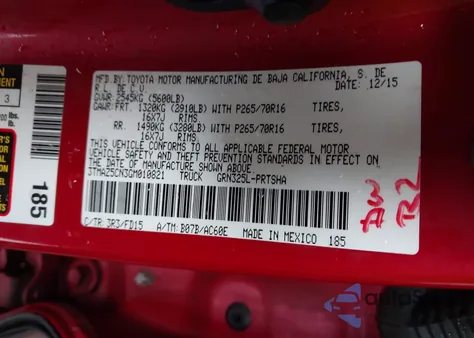 MFD.BY: TOYOTA MOTOR MANUFACTURING DE BAJA CALIFORNIA, S. DE
R.L. DE C.V. DATE: 12/15
GVWR 2545KG (5600LB)
GAWR: FRT 1320KG (2910LB) WITH P265/70R16 TIRES,
16X7J RIMS
RR. 1490KG (3280LB) WITH P265/70R16 TIRES,
16X7J RIMS
THIS VEHICLE CONFORMS TO ALL APPLICABLE FEDERAL MOTOR
VEHICLE SAFETY AND THEFT PREVENTION STANDARDS IN EFFECT ON
THE DATE OF MANUFACTURE SHOWN ABOVE.
3TMAZ5CN3GM010821 TRUCK GRN325L-PRTSHA
C/TR: 3R3/FD15 A/TM: B07B/AC60E MADE IN MEXICO 185
185
3
lbs.